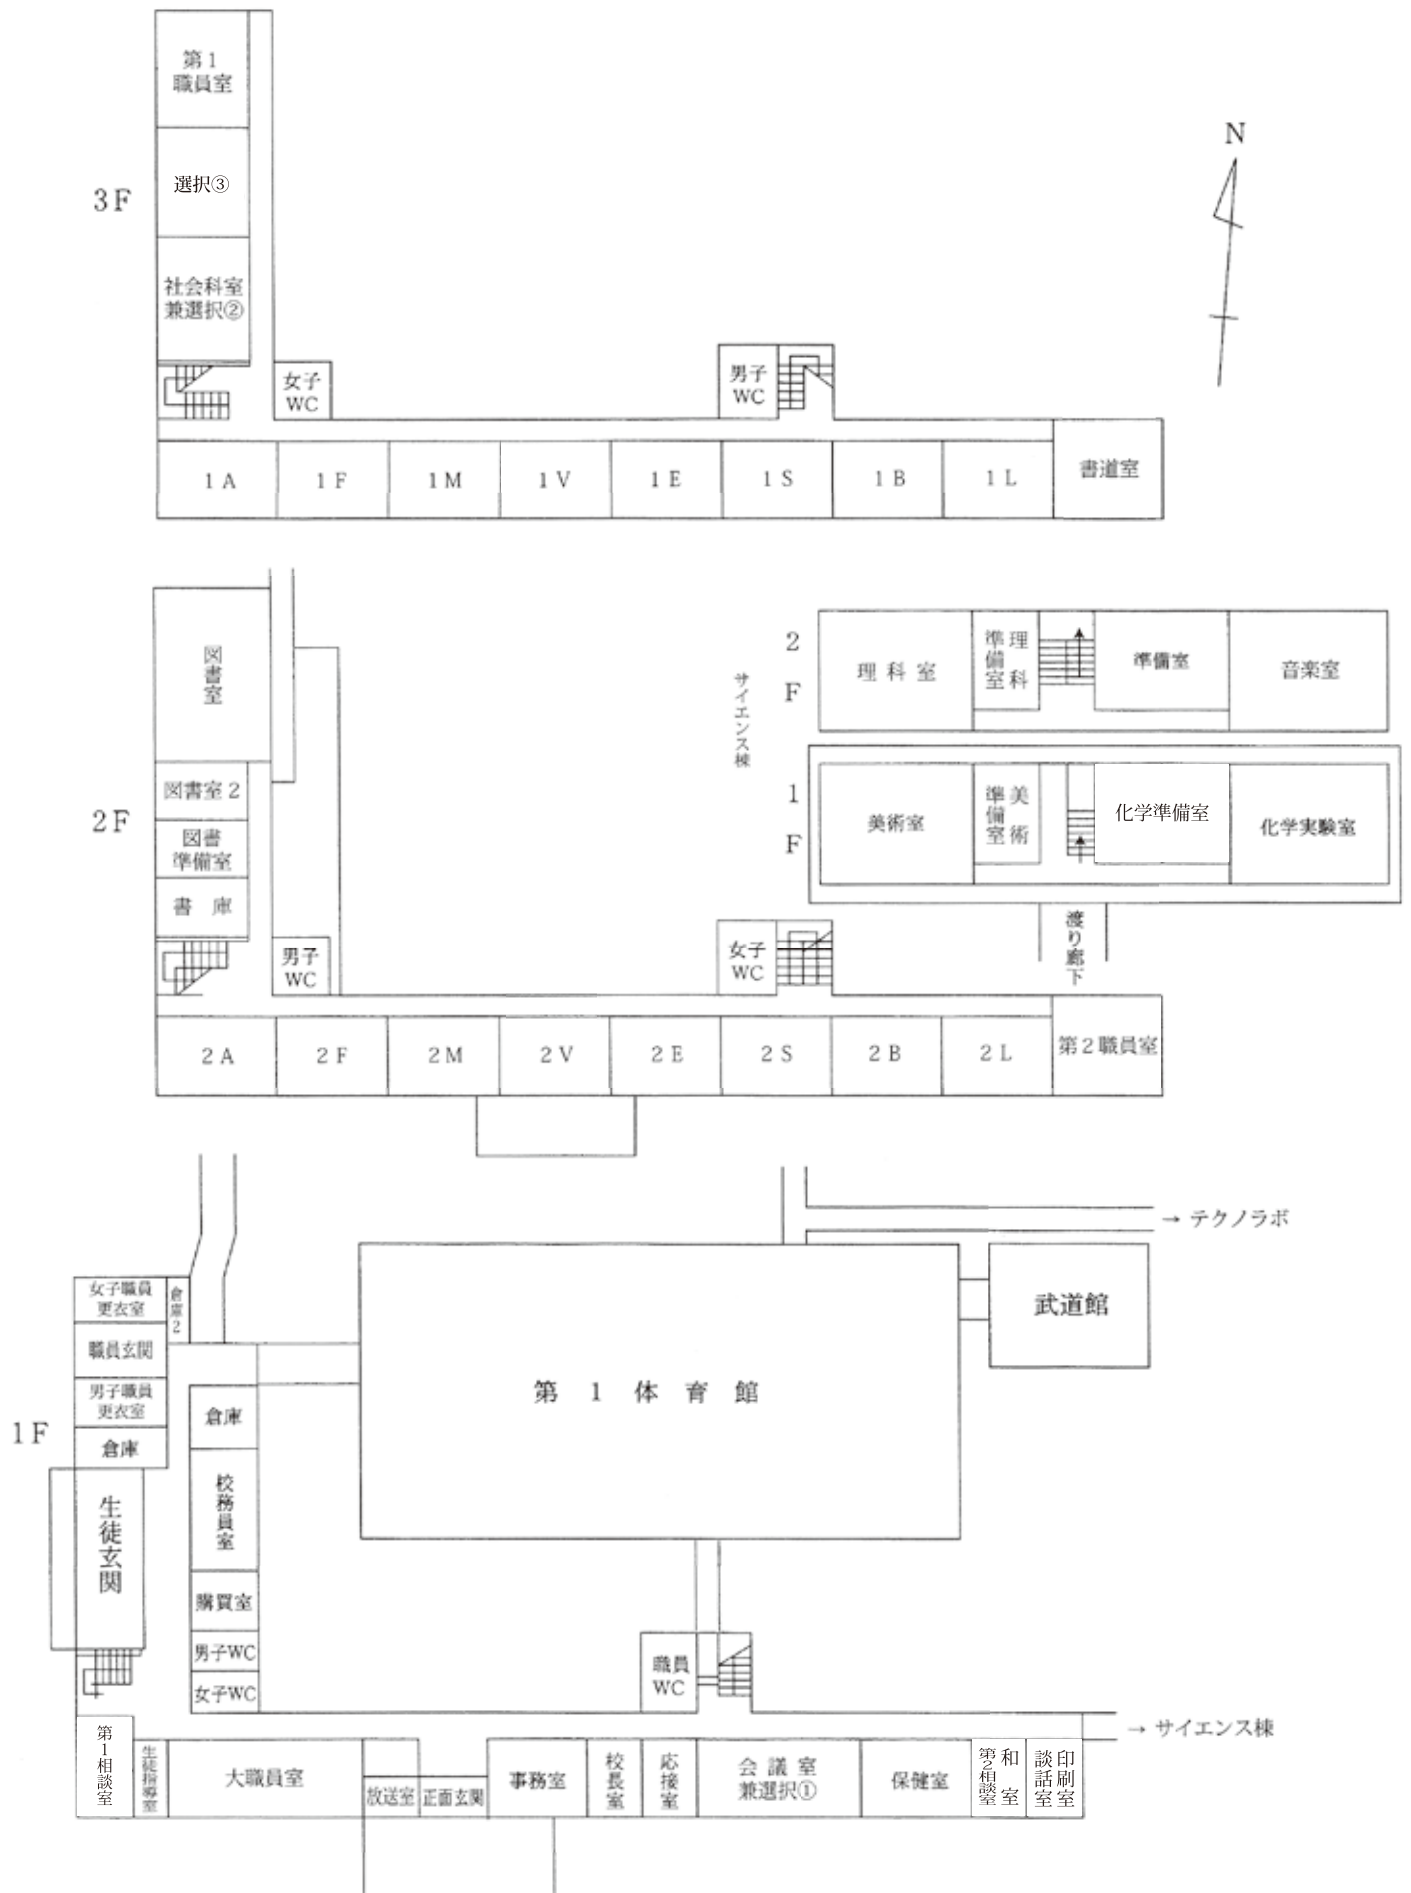 第1
職員室
選択③
3F
社会科室
兼選択②
N
女子
WC
男子
WC
1A
1F
1M
1V
1E
1S
1B
1L
書道室
図書室
図書室2
2F
図書
準備室
書 庫
男子
WC
女子
WC
2A
2F
2M
2V
2E
2S
2B
2L
第2職員室
サイエンス棟
2F
理科室
理科
準備室
準備室
音楽室
1F
美術室
美術
準備室
化学準備室
化学実験室
渡り廊下
→ テクノラボ
女子職員
更衣室
倉庫2
職員玄関
男子職員
更衣室
1F
倉庫
倉庫
第1体育館
武道館
生徒玄関
校務員室
購買室
男子WC
女子WC
職員
WC
→ サイエンス棟
第1相談室
生徒指導室
大職員室
放送室
正面玄関
事務室
校長室
応接室
会議室
兼選択①
保健室
和室
第2相談室
印刷室
談話室